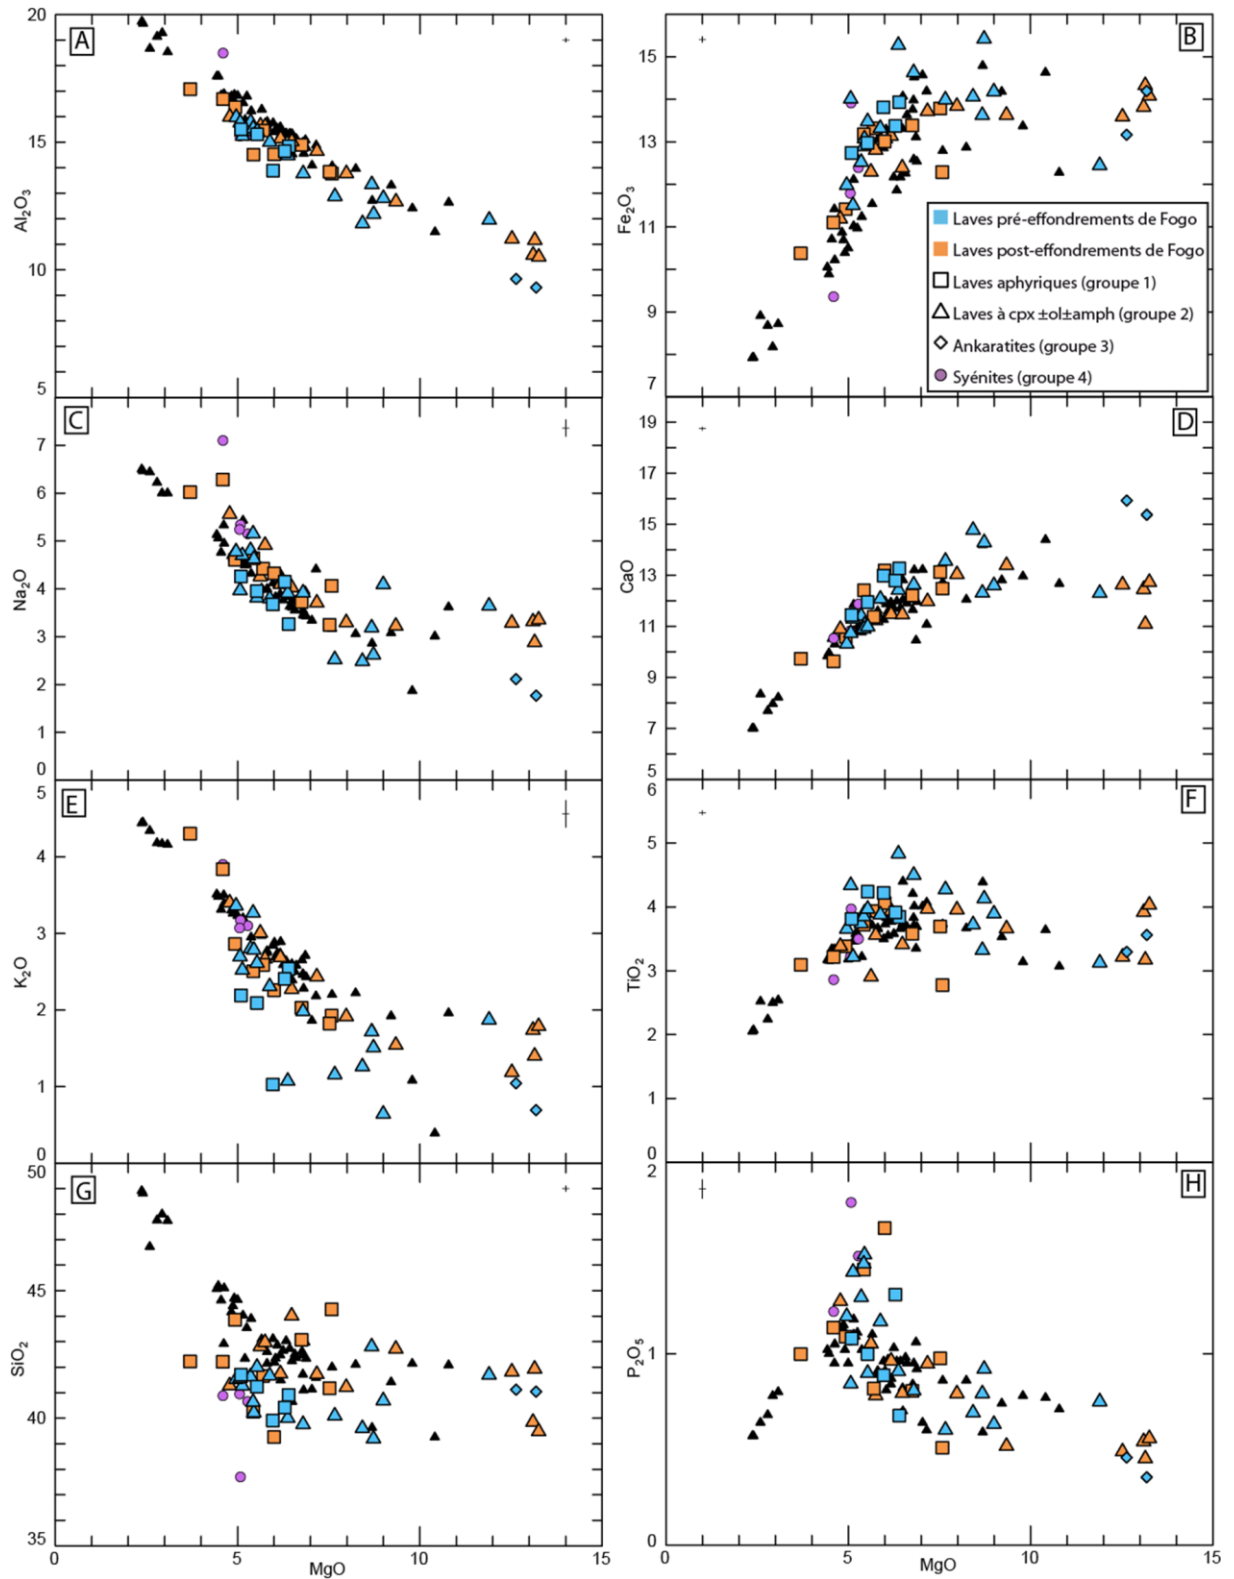 A
20
15
10
5
Al₂O₃
B
15
13
11
9
7
Fe₂O₃
Laves pré-effondrements de Fogo
Laves post-effondrements de Fogo
Laves aphyriques (groupe 1)
Laves à cpx ±ol±amph (groupe 2)
Ankaratites (groupe 3)
Syénites (groupe 4)
C
7
6
5
4
3
2
1
0
Na₂O
D
19
17
15
13
11
9
7
5
CaO
E
5
4
3
2
1
0
K₂O
F
6
5
4
3
2
1
0
TiO₂
G
50
45
40
35
SiO₂
0 5 10 15
MgO
H
2
1
0
P₂O₅
0 5 10 15
MgO